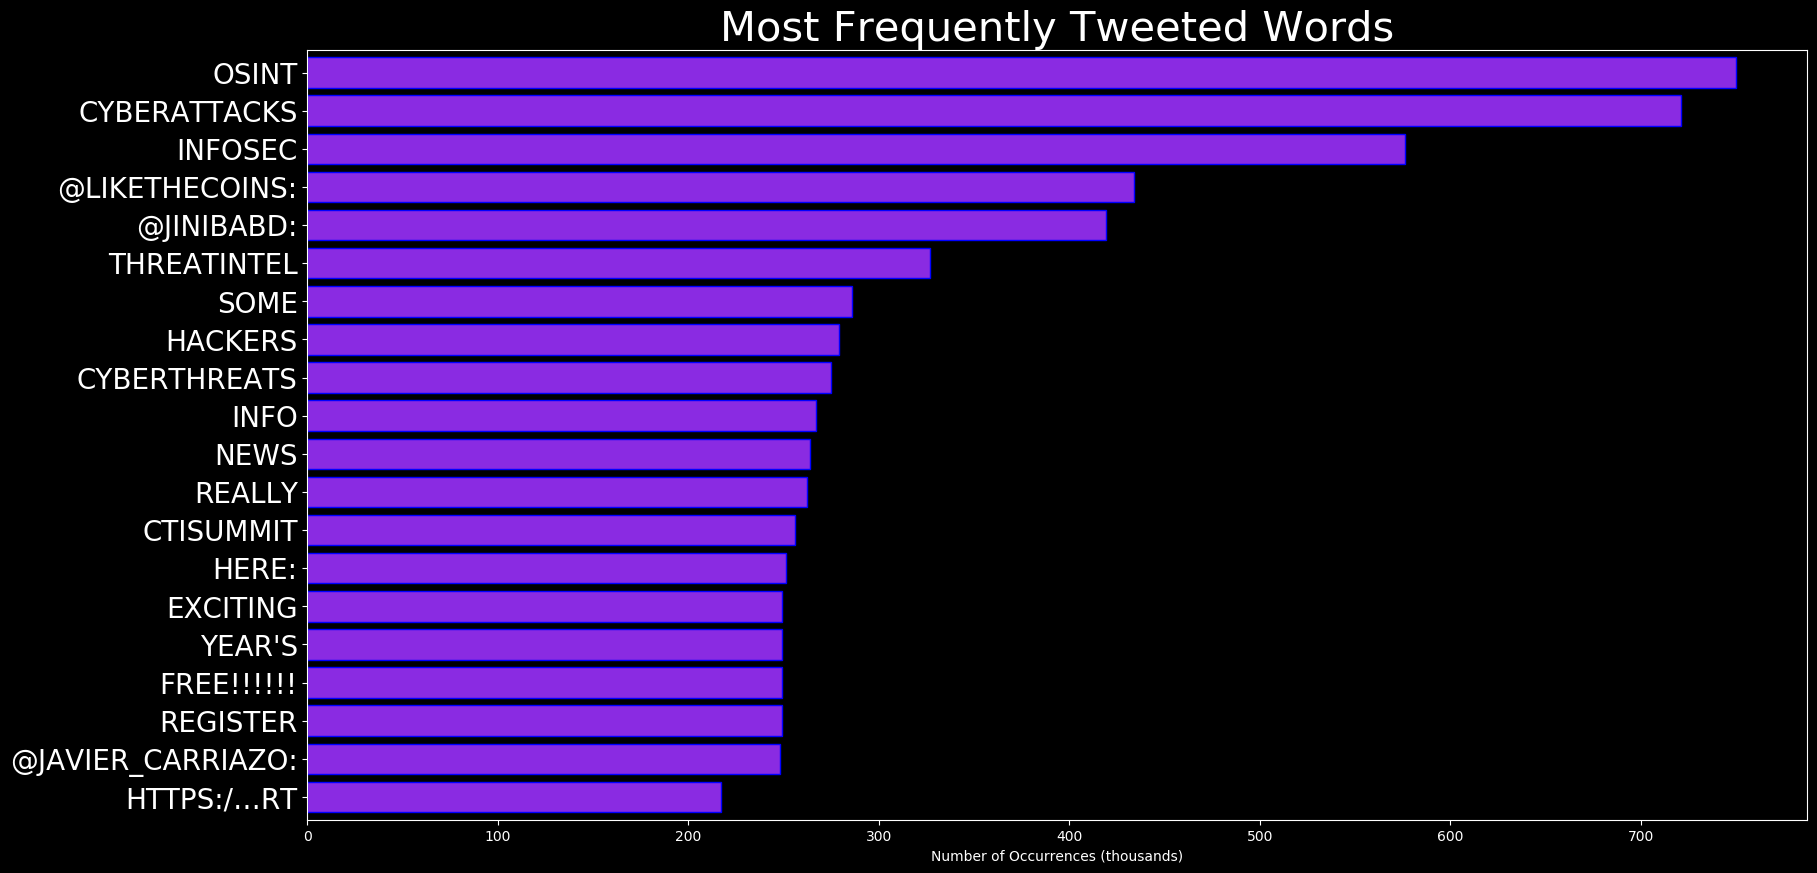 Most Frequently Tweeted Words
OSINT
CYBERATTACKS
INFOSEC
@LIKETHECOINS:
@JINIBABD:
THREATINTEL
SOME
HACKERS
CYBERTHREATS
INFO
NEWS
REALLY
CTISUMMIT
HERE:
EXCITING
YEAR'S
FREE!!!!!!
REGISTER
@JAVIER_CARRIAZO:
HTTPS:/…RT
0 100 200 300 400 500 600 700
Number of Occurrences (thousands)